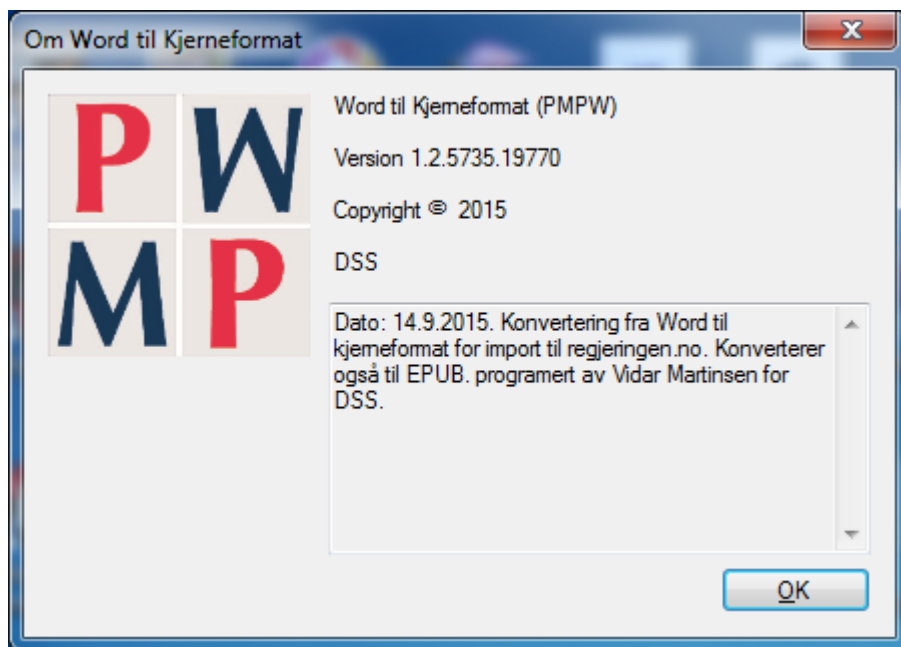 Om Word til Kjerneformat
P W
M P
Word til Kjerneformat (PMPW)
Version 1.2.5735.19770
Copyright © 2015
DSS
Dato: 14.9.2015. Konvertering fra Word til
kjerneformat for import til regjeringen.no. Konverterer
også til EPUB. programert av Vidar Martinsen for
DSS.
OK